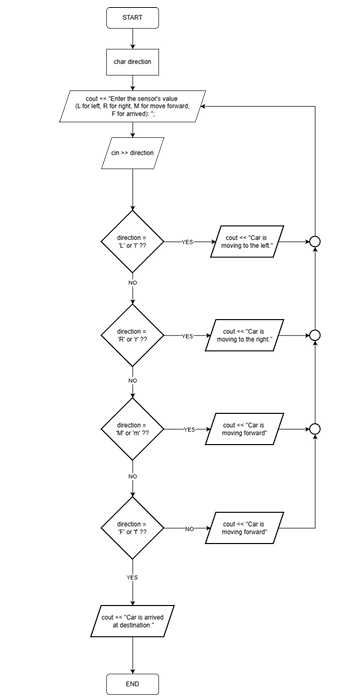 START
char direction
cout << "Enter the sensor's value
(L for left, R for right, M for move forward,
F for arrived): ";
cin >> direction
direction =
'L' or 'l' ??
YES
cout << "Car is
moving to the left."
NO
direction =
'R' or 'r' ??
YES
cout << "Car is
moving to the right."
NO
direction =
'M' or 'm' ??
YES
cout << "Car is
moving forward"
NO
direction =
'F' or 'f' ??
NO
cout << "Car is
moving forward"
YES
cout << "Car is arrived
at destination."
END